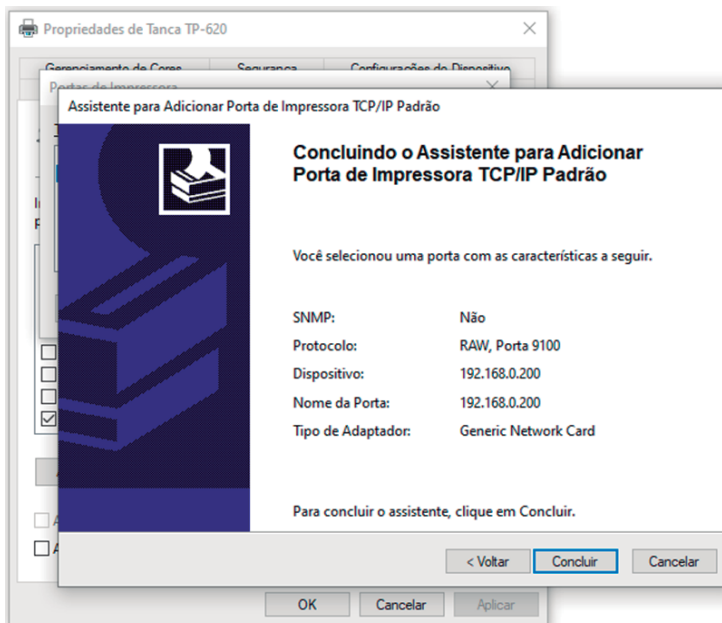 Propriedades de Tanca TP-620
Gerenciamento de Cores Segurança Configurações do Dispositivo
Portas de Impressora
Assistente para Adicionar Porta de Impressora TCP/IP Padrão
Concluindo o Assistente para Adicionar
Porta de Impressora TCP/IP Padrão
Você selecionou uma porta com as características a seguir.
SNMP: Não
Protocolo: RAW, Porta 9100
Dispositivo: 192.168.0.200
Nome da Porta: 192.168.0.200
Tipo de Adaptador: Generic Network Card
Para concluir o assistente, clique em Concluir.
< Voltar Concluir Cancelar
OK Cancelar Aplicar